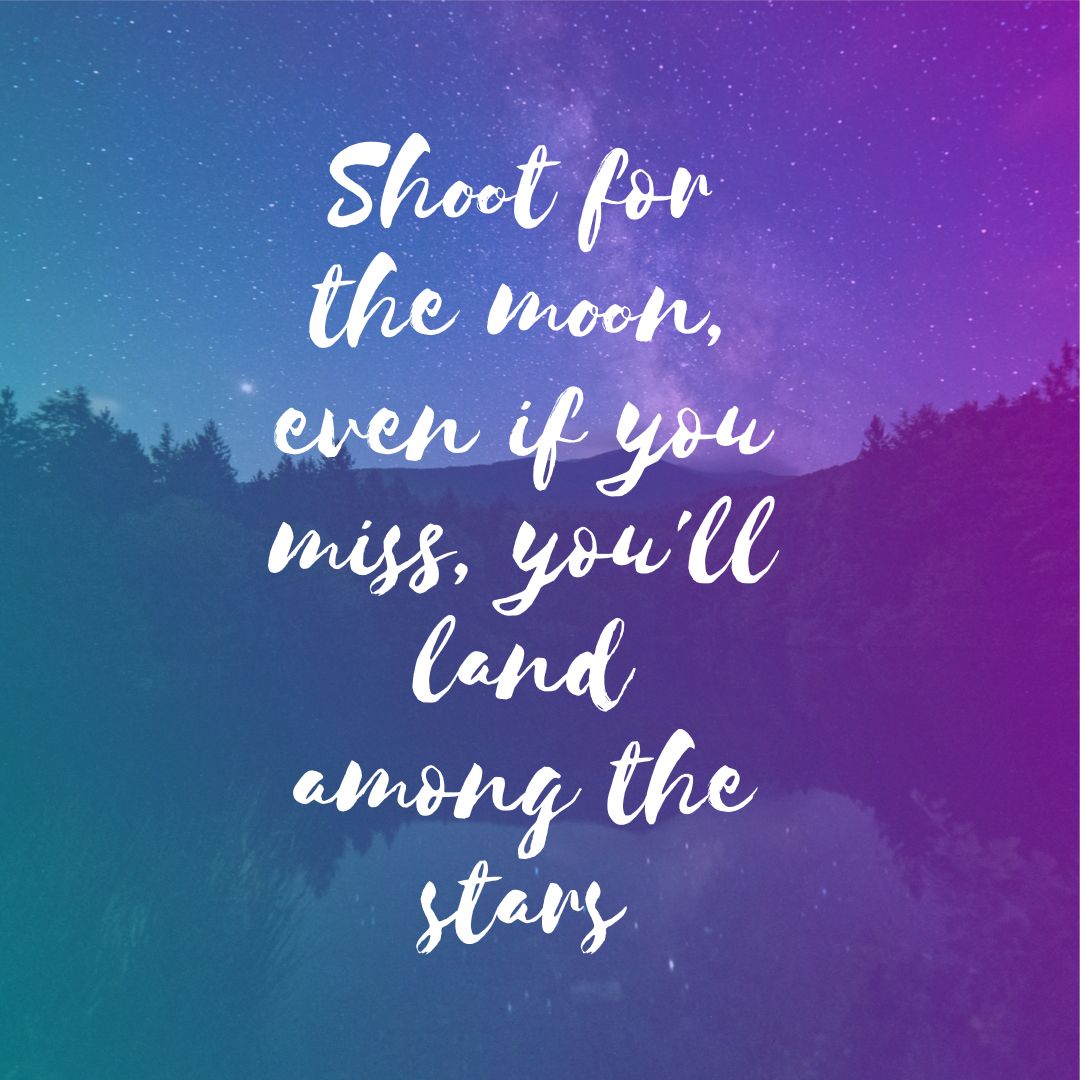 Shoot for
the moon,
even if you
miss, you'll
land
among the
stars